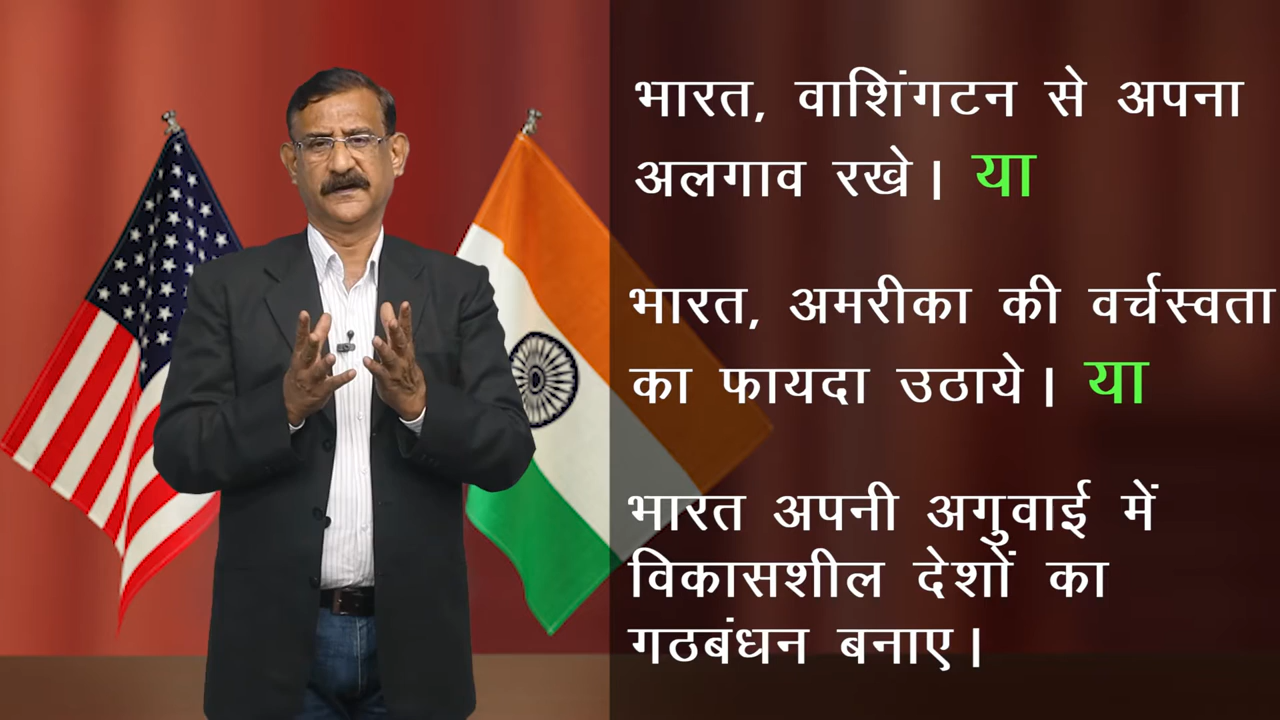 भारत, वाशिंगटन से अपना
अलगाव रखे। या
भारत, अमरीका की वर्चस्वता
का फायदा उठाये। या
भारत अपनी अगुवाई में
विकासशील देशों का
गठबंधन बनाए।